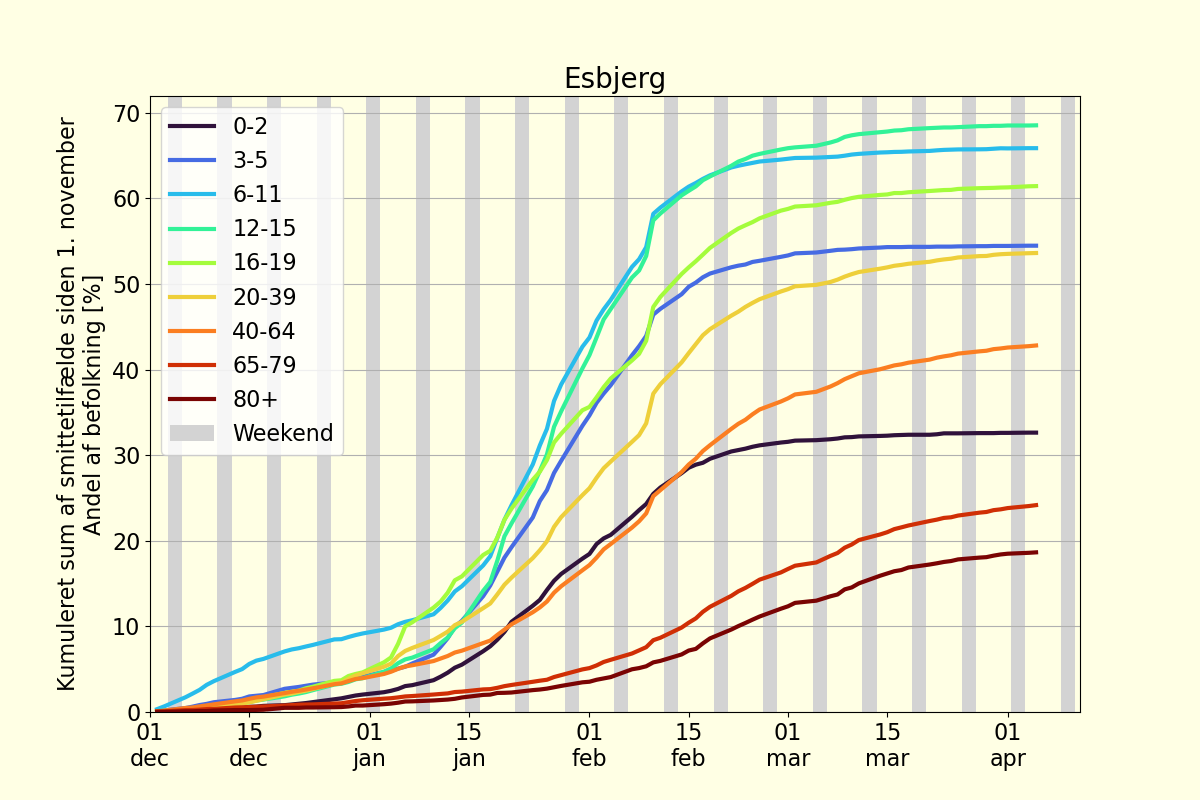 Esbjerg
Kumuleret sum af smittetilfælde siden 1. november
Andel af befolkning [%]
70
60
50
40
30
20
10
0
0-2
3-5
6-11
12-15
16-19
20-39
40-64
65-79
80+
Weekend
01 15 01 15 01 15 01 15 01
dec dec jan jan feb feb mar mar apr